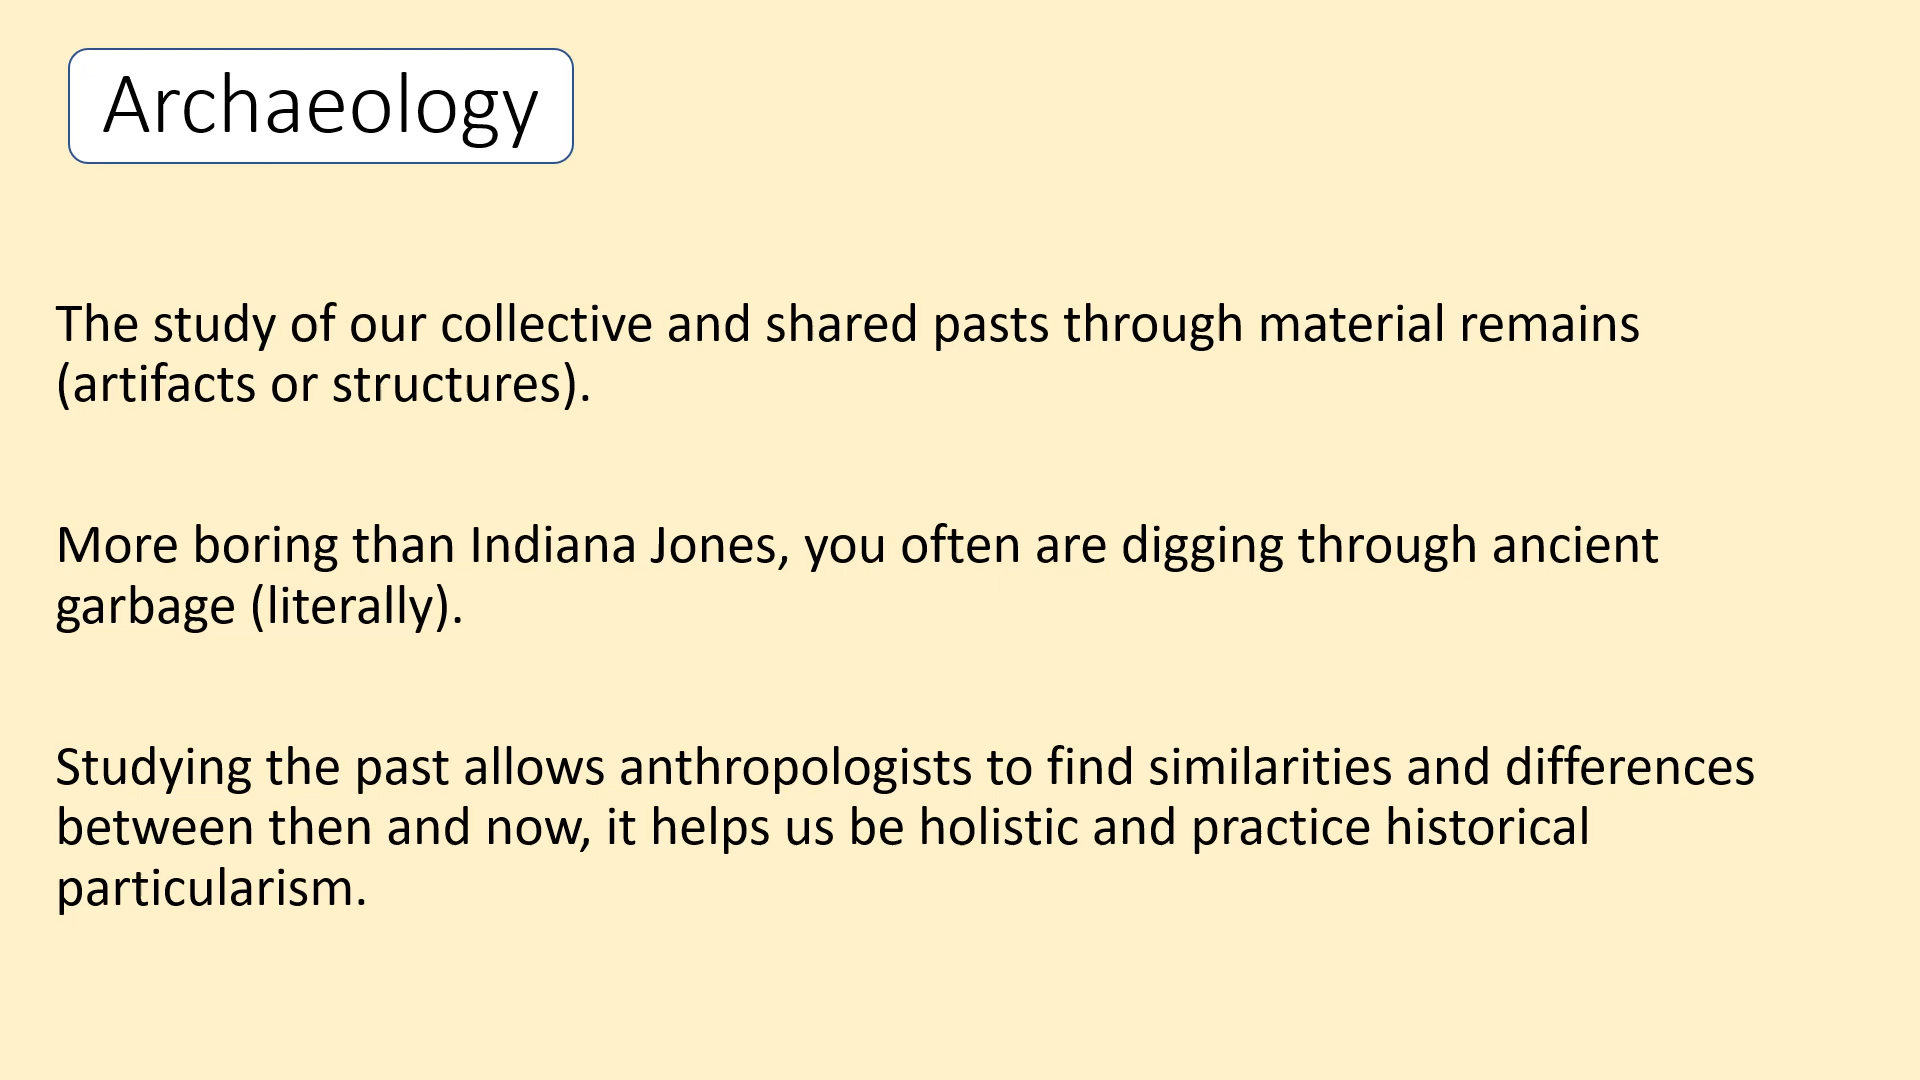 Archaeology
The study of our collective and shared pasts through material remains
(artifacts or structures).
More boring than Indiana Jones, you often are digging through ancient
garbage (literally).
Studying the past allows anthropologists to find similarities and differences
between then and now, it helps us be holistic and practice historical
particularism.